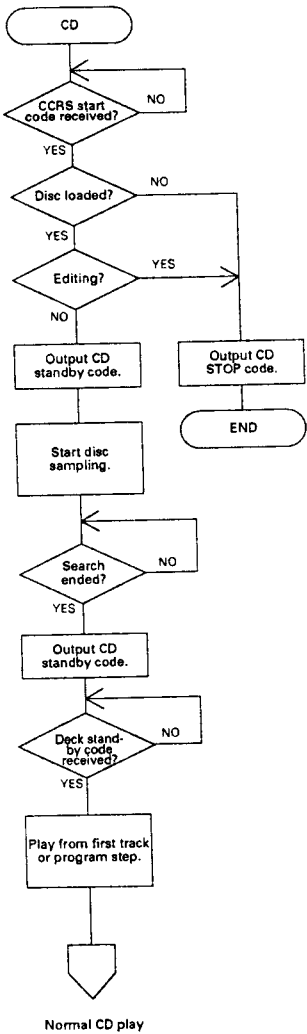 CD
CCRS start
code received?
NO
YES
Disc loaded?
NO
YES
Editing?
YES
NO
Output CD
standby code.
Output CD
STOP code.
END
Start disc
sampling.
Search
ended?
NO
YES
Output CD
standby code.
Deck stand-
by code
received?
NO
YES
Play from first track
or program step.
Normal CD play